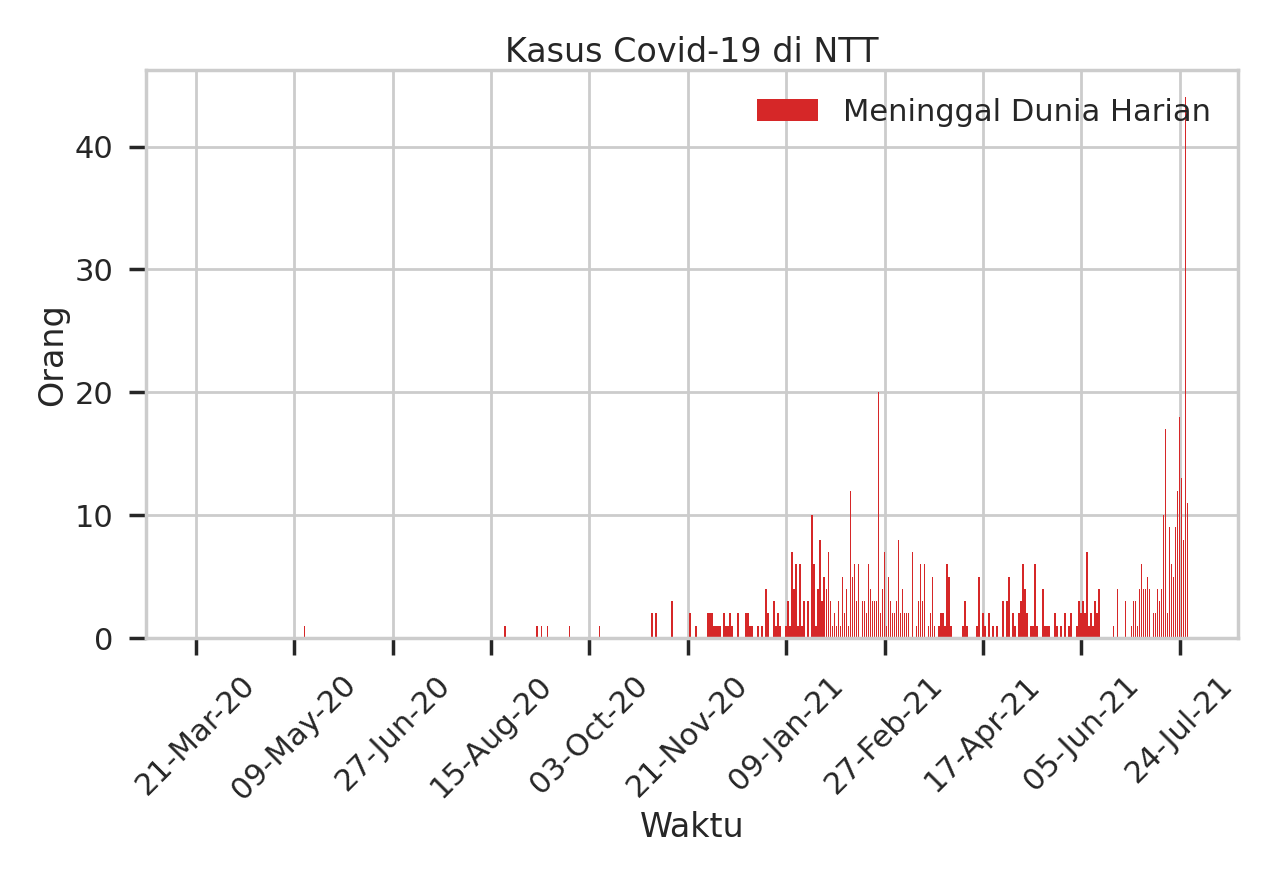 Kasus Covid-19 di NTT
Meninggal Dunia Harian
Orang
40
30
20
10
0
21-Mar-20
09-May-20
27-Jun-20
15-Aug-20
03-Oct-20
21-Nov-20
09-Jan-21
27-Feb-21
17-Apr-21
05-Jun-21
24-Jul-21
Waktu